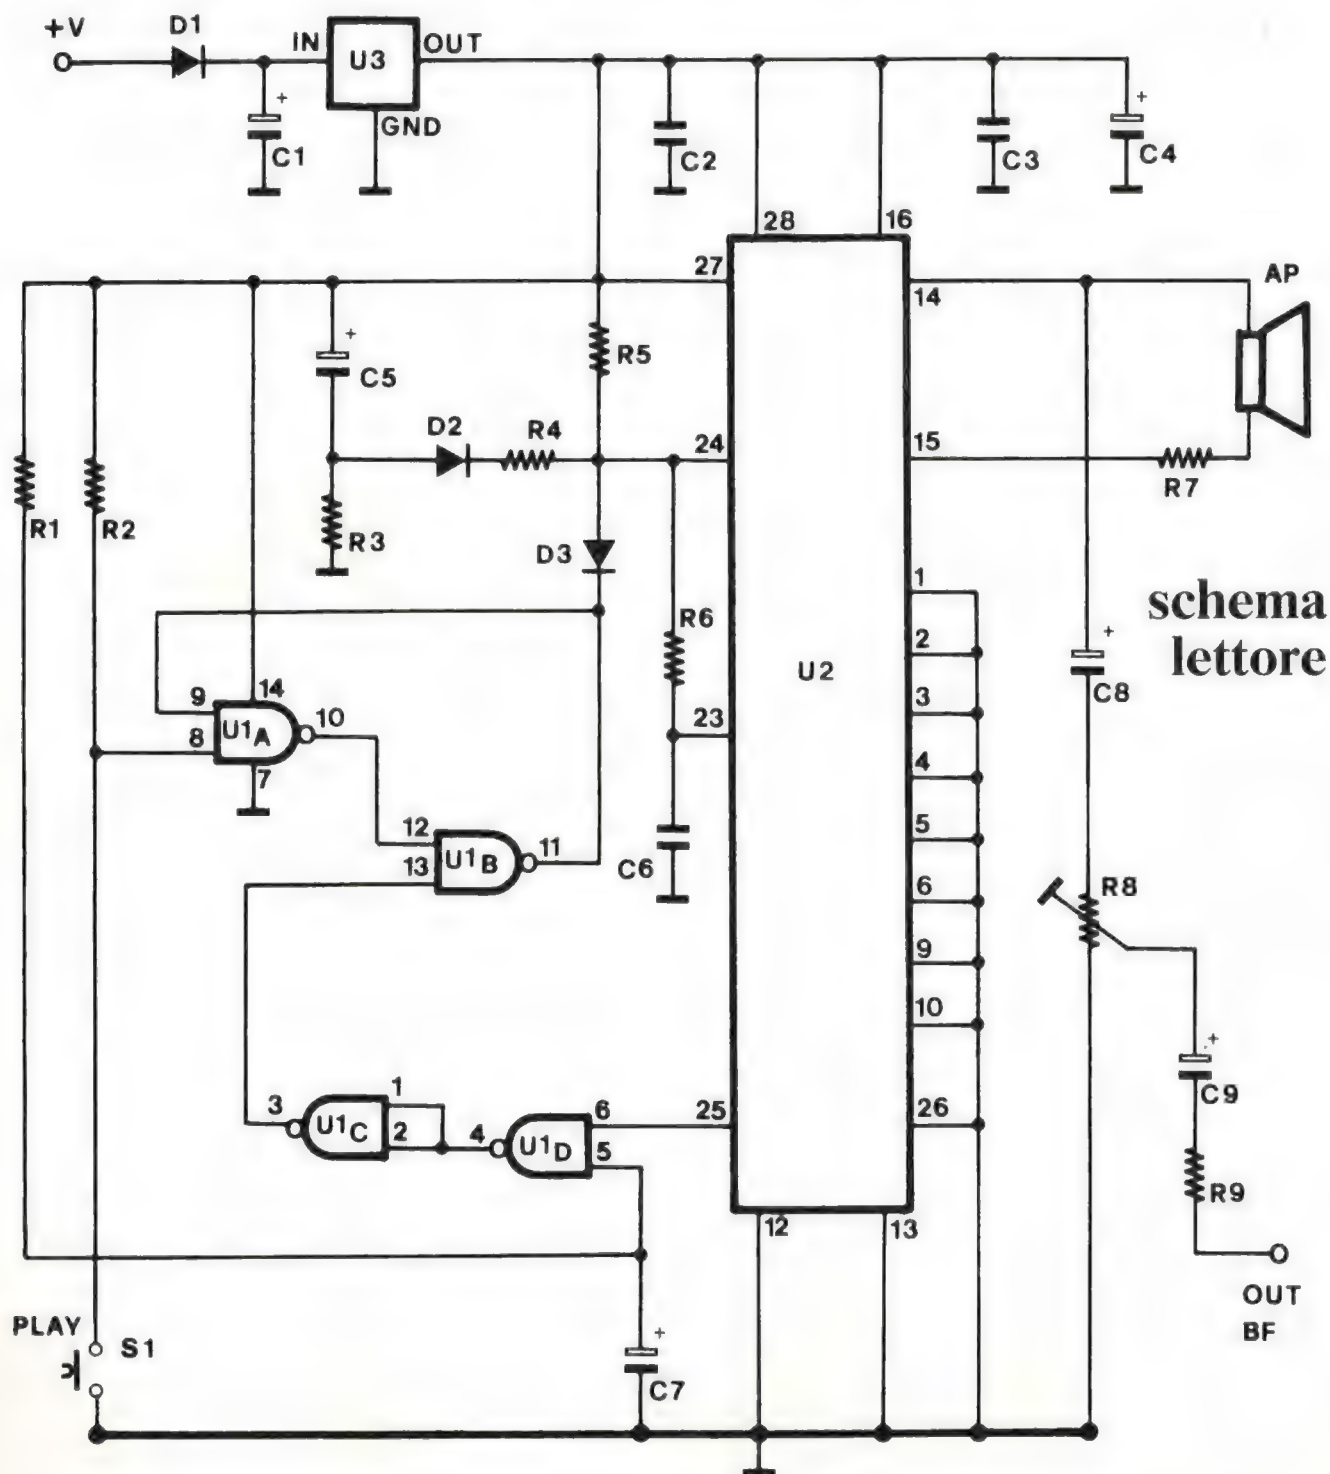 +V
D1
IN
U3
OUT
GND
+
C1
C2
C3
+
C4
28
16
27
14
AP
+
C5
R5
D2
R4
24
15
R7
R1
R2
R3
D3
1
schema
lettore
R6
2
U2
+
C8
3
9
14
U1A
10
8
7
23
4
12
13
U1B
11
5
C6
6
R8
9
10
+
C9
3
U1C
1
2
4
U1D
6
5
25
26
R9
12
13
OUT
BF
PLAY
S1
+
C7